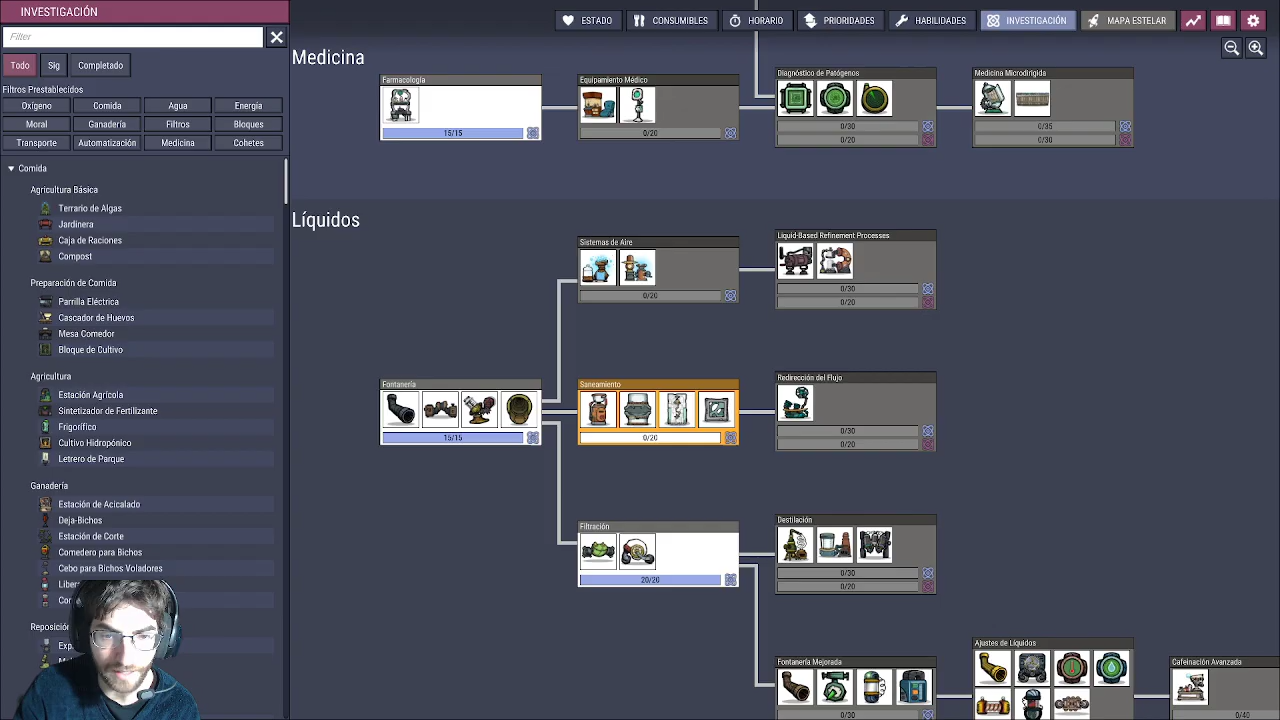 INVESTIGACIÓN
Filter
Todo
Sig
Completado
Filtros Prestablecidos
Oxígeno
Comida
Agua
Energía
Moral
Ganadería
Filtros
Bloques
Transporte
Automatización
Medicina
Cohetes
Comida
Agricultura Básica
Terrario de Algas
Jardinera
Caja de Raciones
Compost
Preparación de Comida
Parrilla Eléctrica
Cascador de Huevos
Mesa Comedor
Bloque de Cultivo
Agricultura
Estación Agrícola
Sintetizador de Fertilizante
Frigorífico
Cultivo Hidropónico
Letrero de Parque
Ganadería
Estación de Acicalado
Deja-Bichos
Estación de Corte
Comedero para Bichos
Cebo para Bichos Voladores
ESTADO
CONSUMIBLES
HORARIO
PRIORIDADES
HABILIDADES
INVESTIGACIÓN
MAPA ESTELAR
Medicina
Farmacología
15/15
Equipamiento Médico
0/20
Diagnóstico de Patógenos
0/30
0/20
Medicina Microdirigida
0/35
0/30
Líquidos
Sistemas de Aire
0/20
Liquid-Based Refinement Processes
0/30
0/20
Fontanería
15/15
Saneamiento
0/20
Redirección del Flujo
0/30
0/20
Filtración
20/20
Destilación
0/30
0/20
Fontanería Mejorada
0/30
Ajustes de Líquidos
Cafeinación Avanzada
0/40